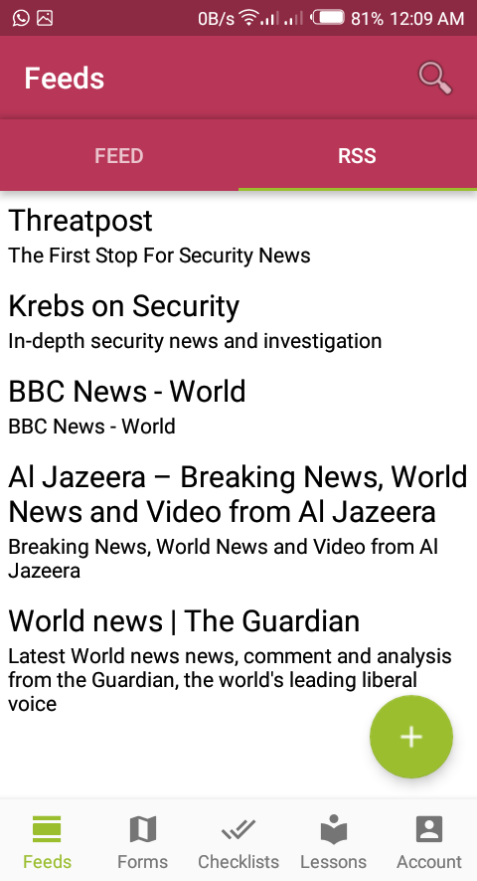 0B/s 81% 12:09 AM
Feeds
FEED RSS
Threatpost
The First Stop For Security News
Krebs on Security
In-depth security news and investigation
BBC News - World
BBC News - World
Al Jazeera – Breaking News, World
News and Video from Al Jazeera
Breaking News, World News and Video from Al
Jazeera
World news | The Guardian
Latest World news news, comment and analysis
from the Guardian, the world's leading liberal
voice
Feeds Forms Checklists Lessons Account